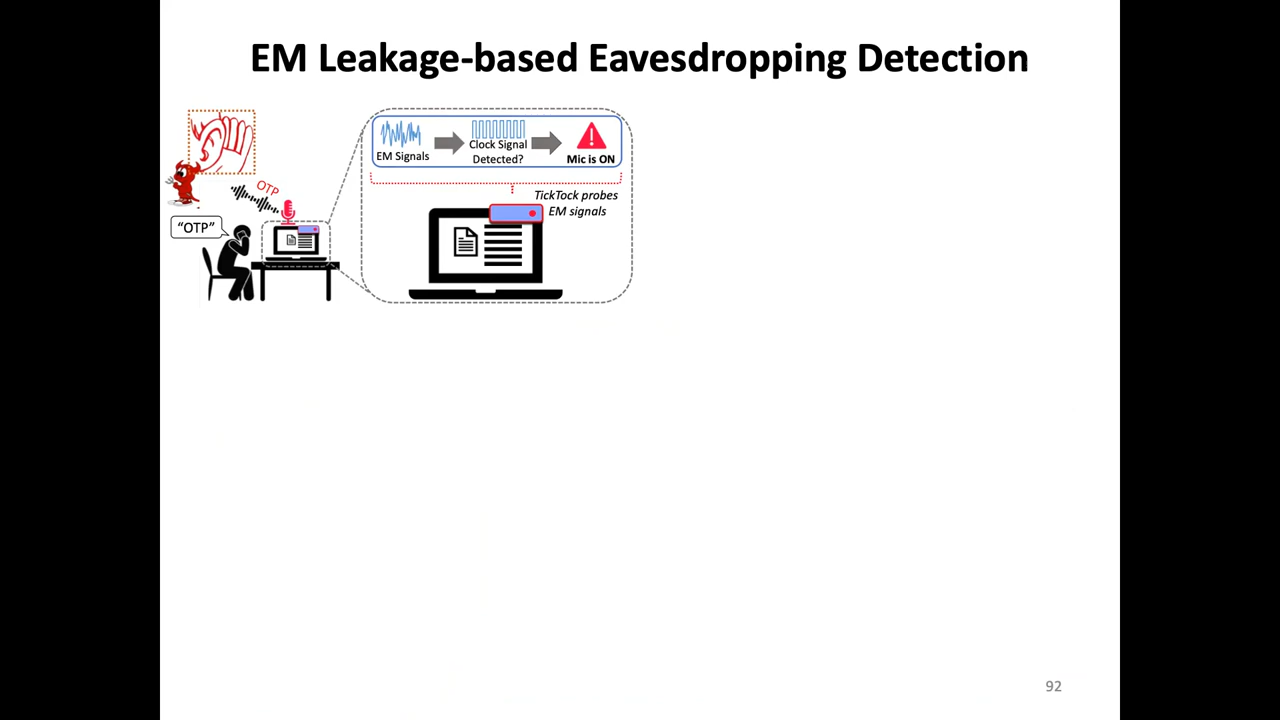 EM Leakage-based Eavesdropping Detection
EM Signals
Clock Signal
Detected?
Mic is ON
OTP
TickTock probes
EM signals
“OTP”
92